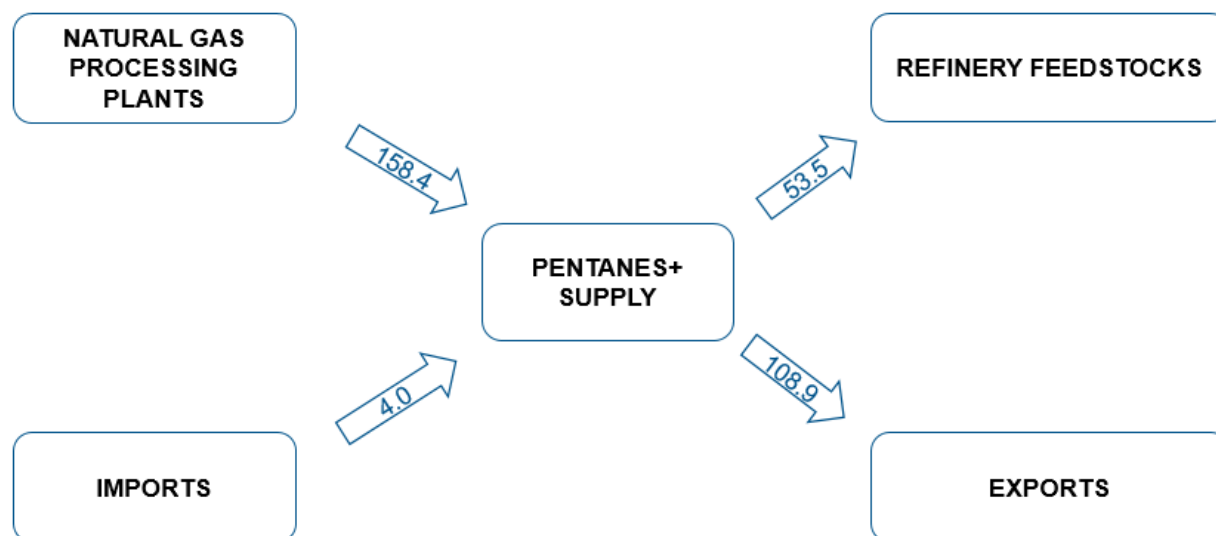 NATURAL GAS
PROCESSING
PLANTS
REFINERY FEEDSTOCKS
158.4
53.5
PENTANES+
SUPPLY
4.0
108.9
IMPORTS
EXPORTS